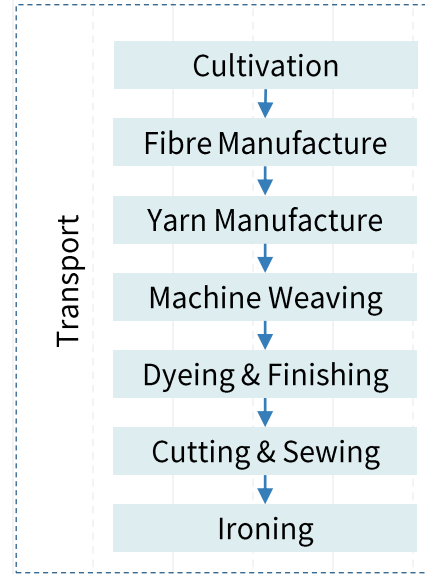 Transport
Cultivation
Fibre Manufacture
Yarn Manufacture
Machine Weaving
Dyeing & Finishing
Cutting & Sewing
Ironing